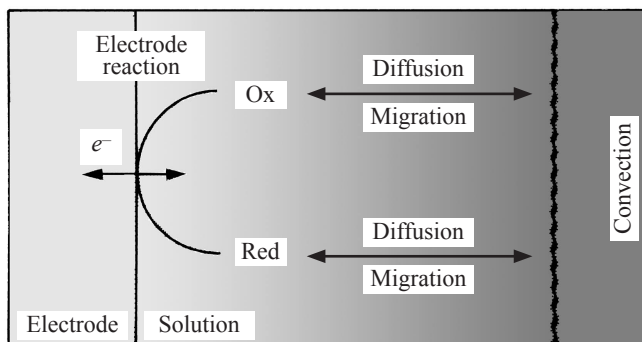 Electrode
reaction
Ox
Diffusion
Migration
e–
Red
Diffusion
Migration
Convection
Electrode
Solution